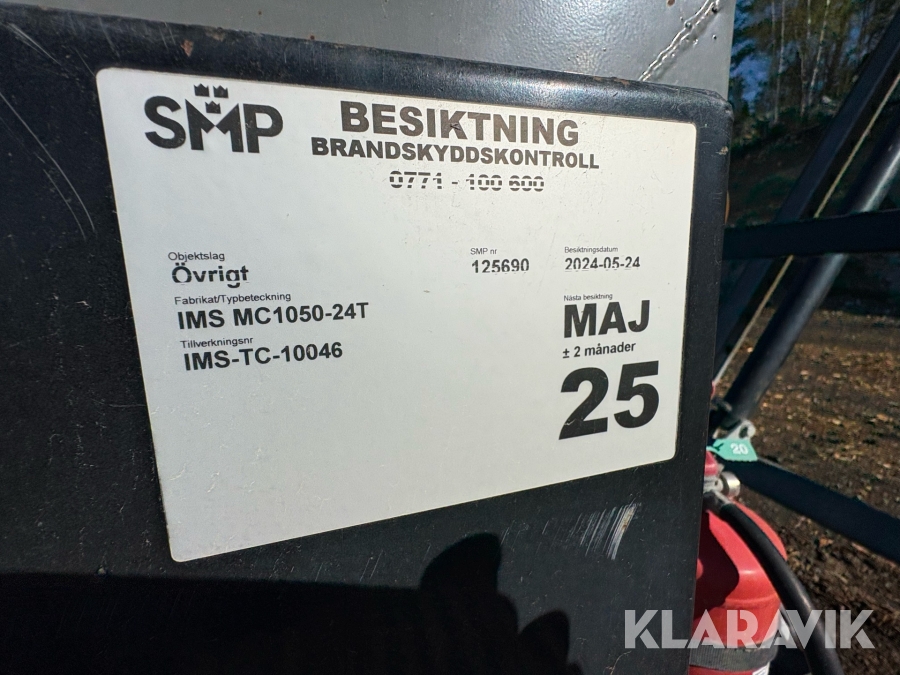 SMP
BESIKTNING
BRANDSKYDDSKONTROLL
0771 - 100 600
Objektslag
Övrigt
SMP nr
125690
Besiktningsdatum
2024-05-24
Fabrikat/Typbeteckning
IMS MC1050-24T
Nästa besiktning
MAJ
± 2 månader
25
Tillverkningsnr
IMS-TC-10046
20
KLARAVIK